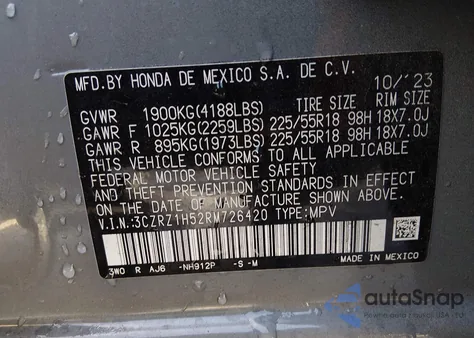 MFD.BY HONDA DE MEXICO S.A. DE C.V. 10/'23
GVWR 1900KG(4188LBS) TIRE SIZE RIM SIZE
GAWR F 1025KG(2259LBS) 225/55R18 98H 18X7.0J
GAWR R 895KG(1973LBS) 225/55R18 98H 18X7.0J
THIS VEHICLE CONFORMS TO ALL APPLICABLE
FEDERAL MOTOR VEHICLE SAFETY
AND THEFT PREVENTION STANDARDS IN EFFECT
ON THE DATE OF MANUFACTURE SHOWN ABOVE.
V.I.N.:3CZRZ1H52RM726420 TYPE:MPV
3W0 R AJ6 -NH912P -S -M
MADE IN MEXICO
autoSnap